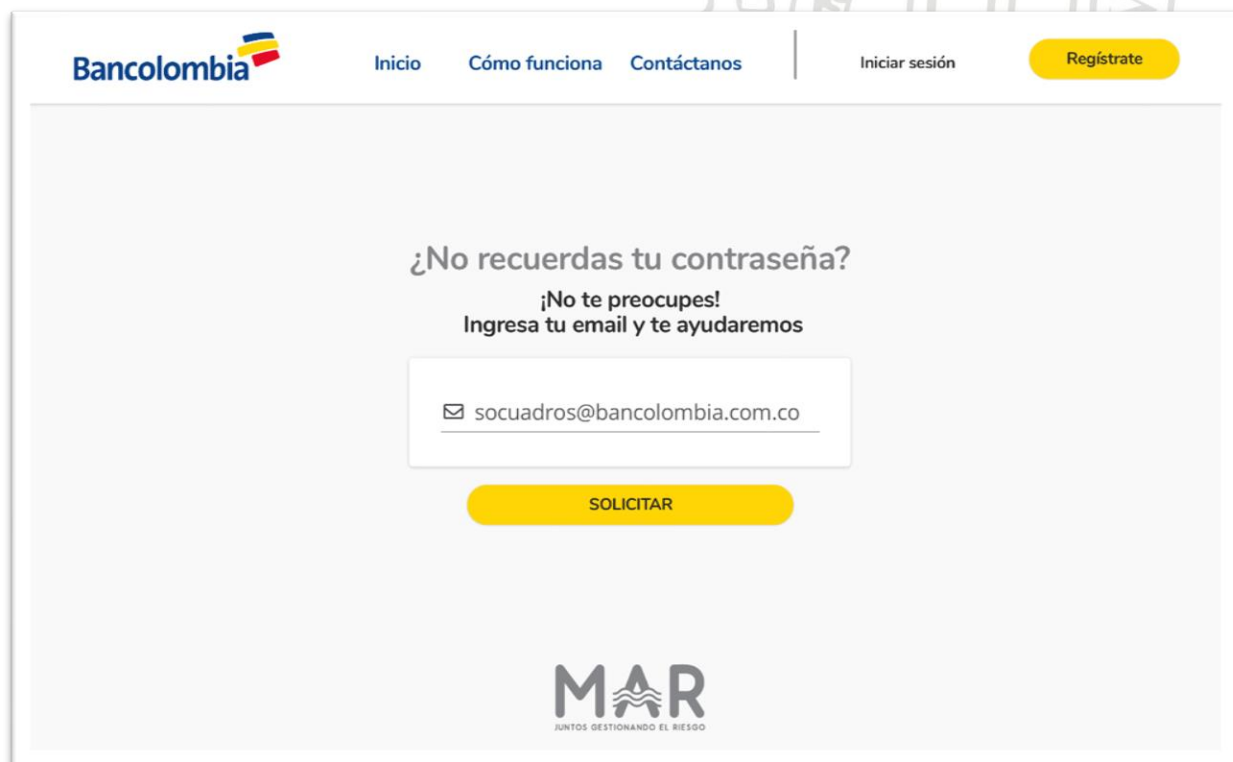 Bancolombia
Inicio Cómo funciona Contáctanos Iniciar sesión Regístrate
¿No recuerdas tu contraseña?
¡No te preocupes!
Ingresa tu email y te ayudaremos
socuadros@bancolombia.com.co
SOLICITAR
MAR
JUNTOS GESTIONANDO EL RIESGO